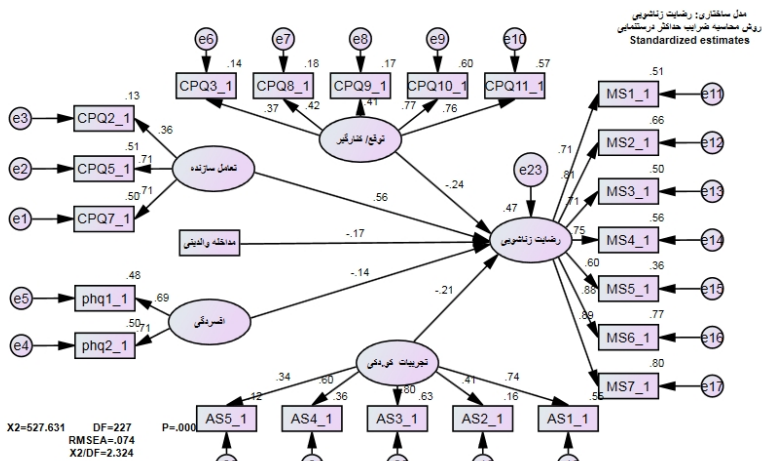 مدل ساختاری: رضایت زناشویی
روش محاسبه ضرایب حداکثر درستنمایی
Standardized estimates
e6 e7 e8 e9 e10
.14 .18 .17 .60 .57
CPQ3_1 CPQ8_1 CPQ9_1 CPQ10_1 CPQ11_1
.37 .42 .41 .77 .76
توقع/ کنارگیر
e3 .13 CPQ2_1 .36
e2 .51 CPQ5_1 .71
e1 .50 CPQ7_1 .71
تعامل سازنده
.56
-.24
مداخله والدینی
-.17
e5 .48 phq1_1 .69
e4 .50 phq2_1 .71
افسردگی
-.14
e23
.47
رضایت زناشویی
-.21
.71 .51 MS1_1 e11
.81 .66 MS2_1 e12
.71 .50 MS3_1 e13
.75 .56 MS4_1 e14
.60 .36 MS5_1 e15
.88 .77 MS6_1 e16
.89 .80 MS7_1 e17
تجربیات کودکی
.34 .60 .80 .41 .74
.12 .36 .63 .16 .55
AS5_1 AS4_1 AS3_1 AS2_1 AS1_1
X2=527.631 DF=227 P=.000
RMSEA=.074
X2/DF=2.324